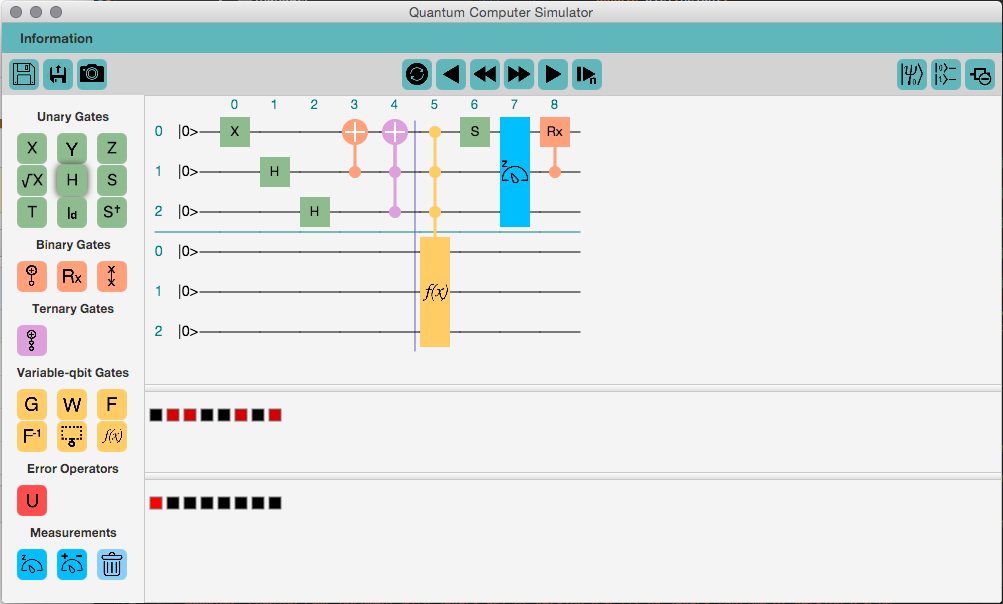 Quantum Computer Simulator
Information
n
|ψ⟩
|0>-
|1>-
Unary Gates
X Y Z
√X H S
T Id S+
Binary Gates
Rx X X
Ternary Gates
Variable-qbit Gates
G W F
F-1 f(x)
Error Operators
U
Measurements
z + -
0 1 2 3 4 5 6 7 8
0 |0> X S Rx
1 |0> H z
2 |0> H
0 |0>
1 |0> f(x)
2 |0>